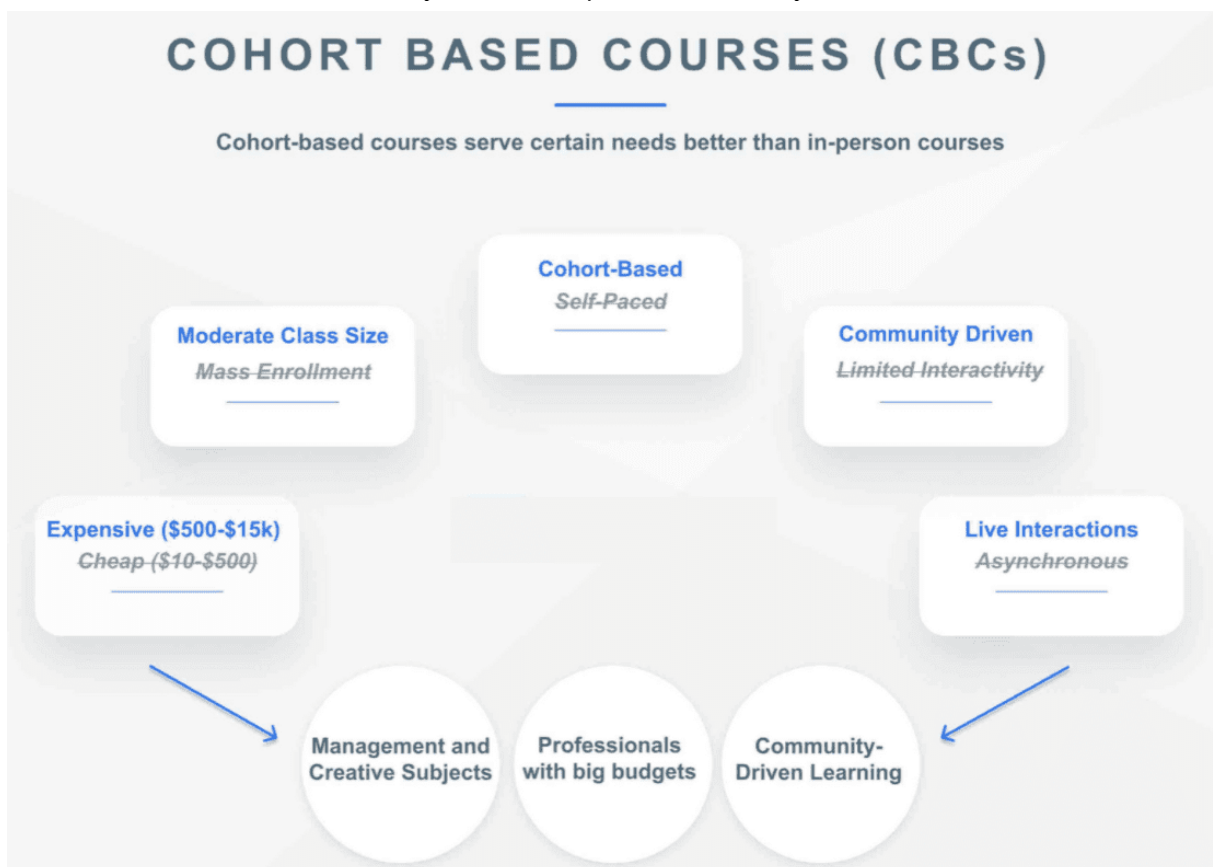 COHORT BASED COURSES (CBCs)
Cohort-based courses serve certain needs better than in-person courses
Cohort-Based
Self-Paced
Moderate Class Size
Mass Enrollment
Community Driven
Limited Interactivity
Expensive ($500-$15k)
Cheap ($10-$500)
Live Interactions
Asynchronous
Management and
Creative Subjects
Professionals
with big budgets
Community-
Driven Learning